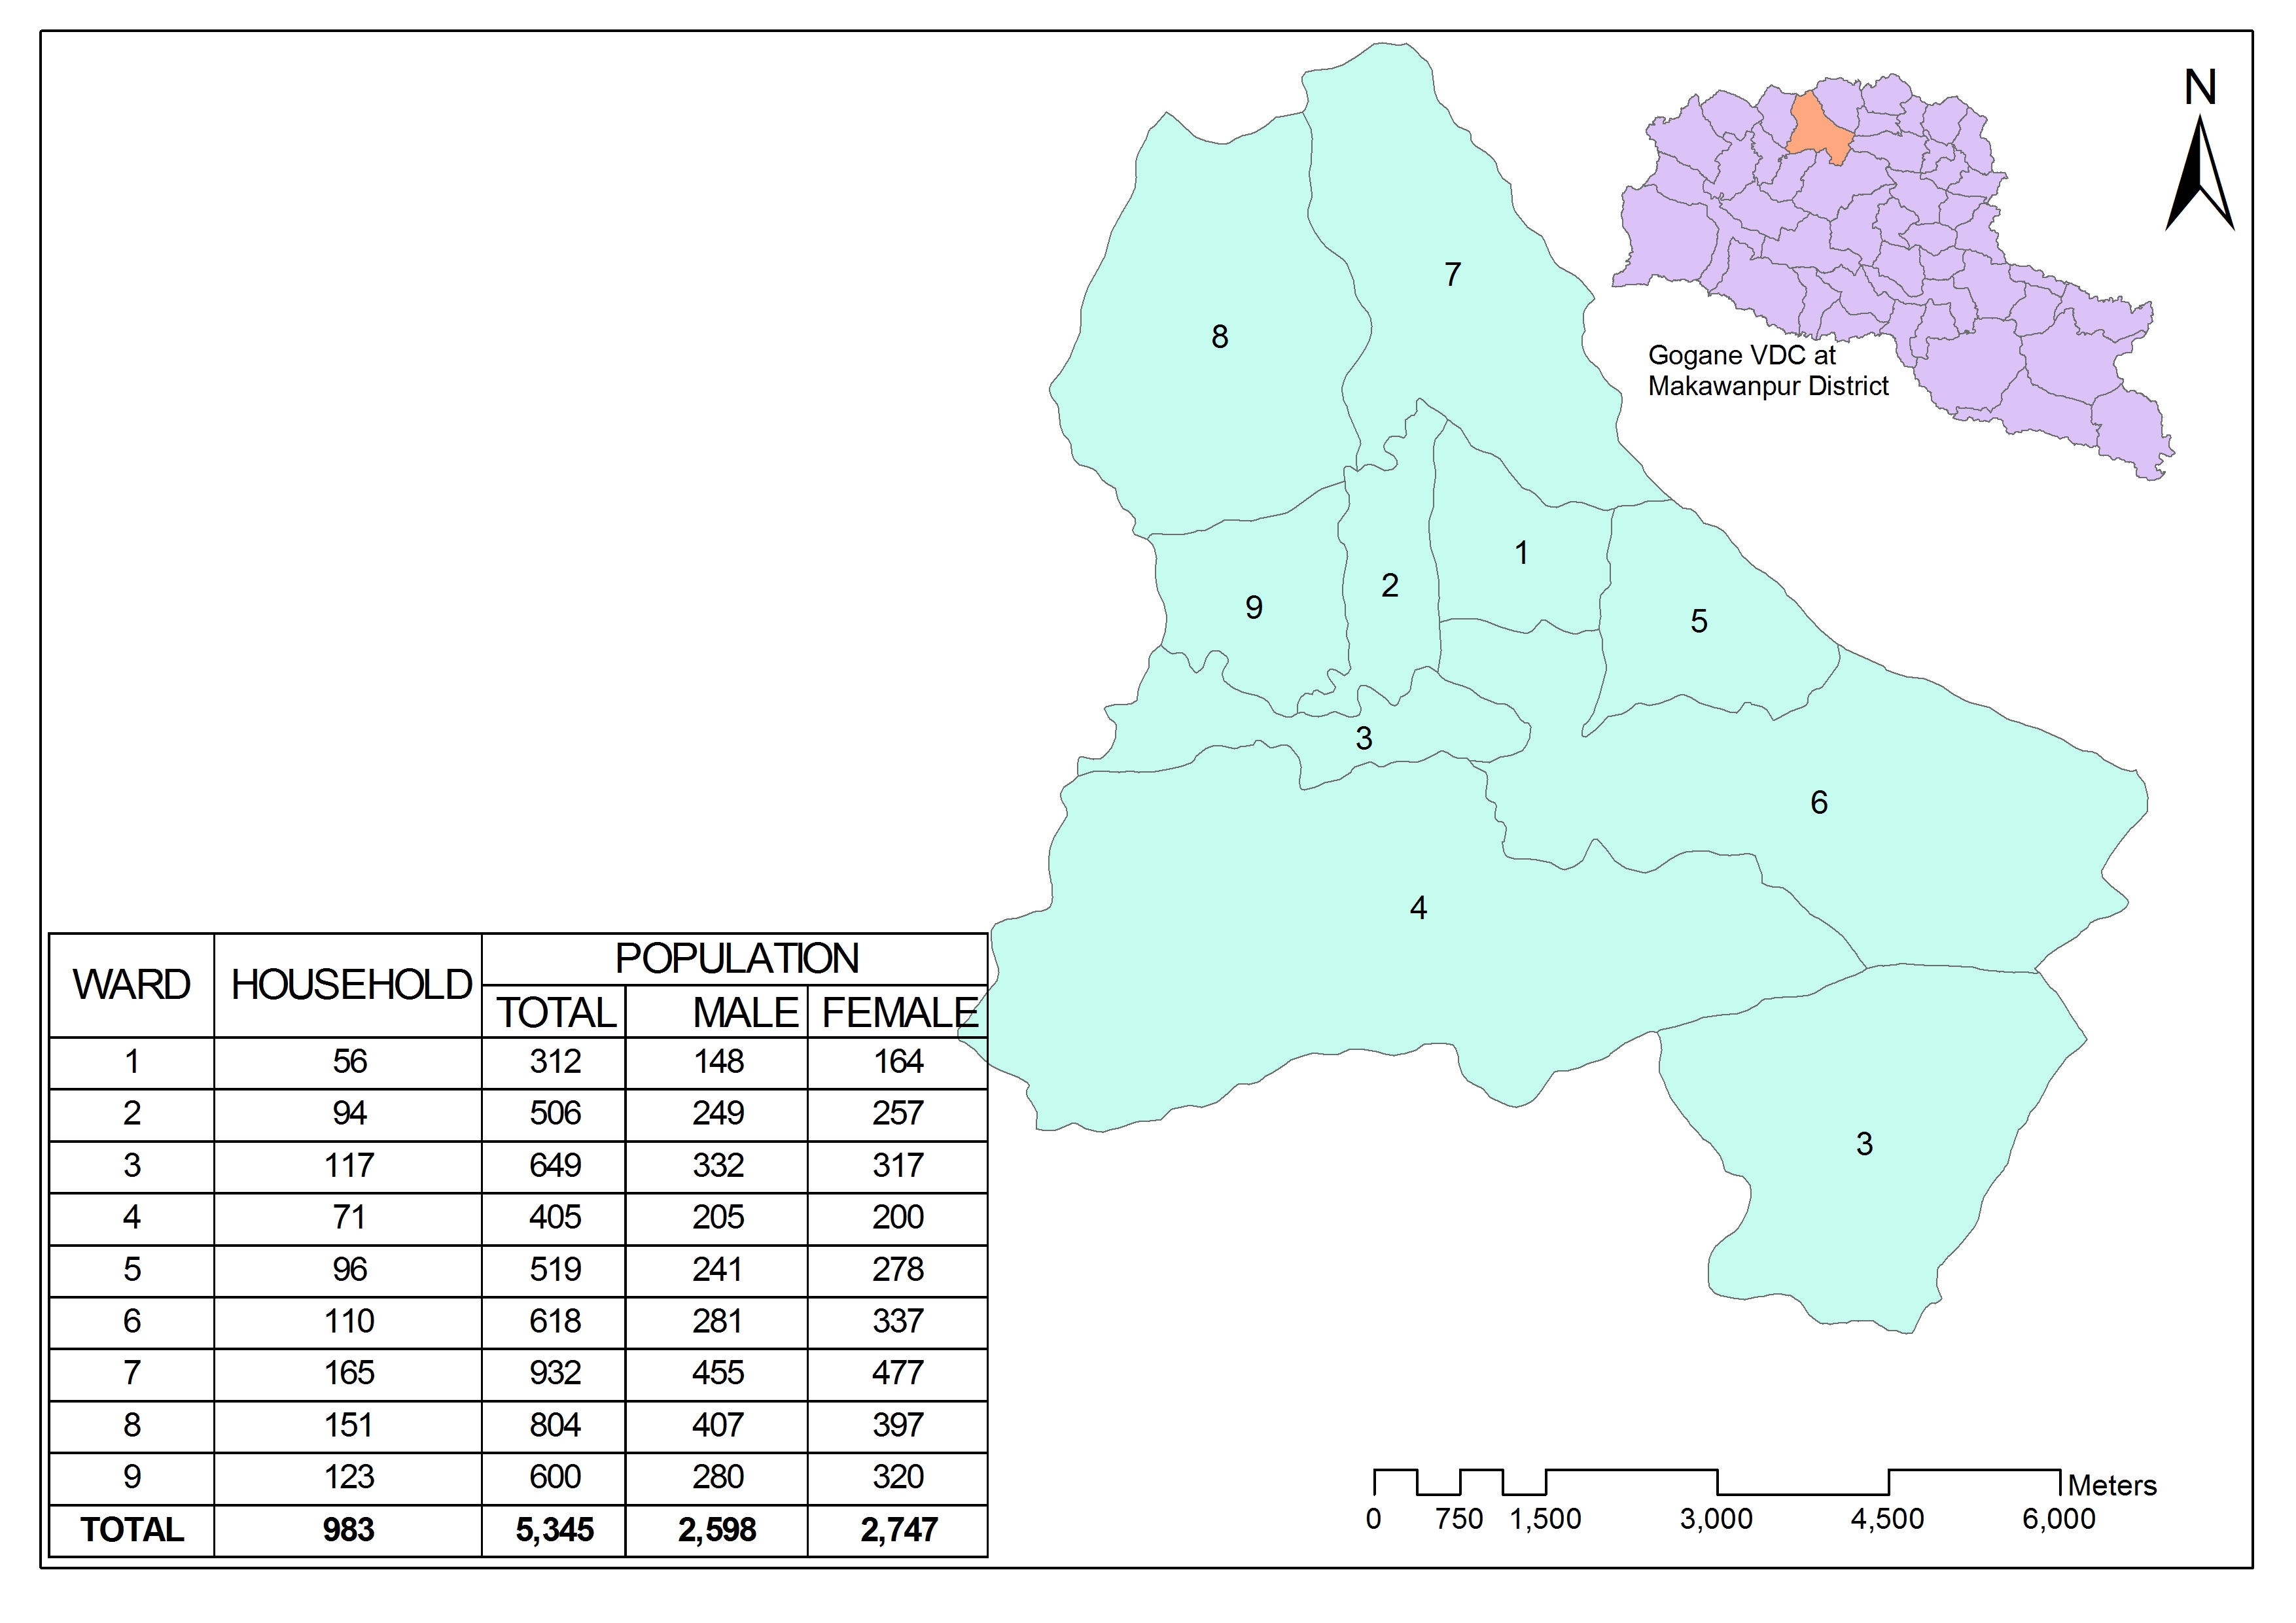 N
7
8
Gogane VDC at
Makawanpur District
1
2
9
5
3
6
4
3
WARD HOUSEHOLD POPULATION
TOTAL MALE FEMALE
1 56 312 148 164
2 94 506 249 257
3 117 649 332 317
4 71 405 205 200
5 96 519 241 278
6 110 618 281 337
7 165 932 455 477
8 151 804 407 397
9 123 600 280 320
TOTAL 983 5,345 2,598 2,747
Meters
0 750 1,500 3,000 4,500 6,000